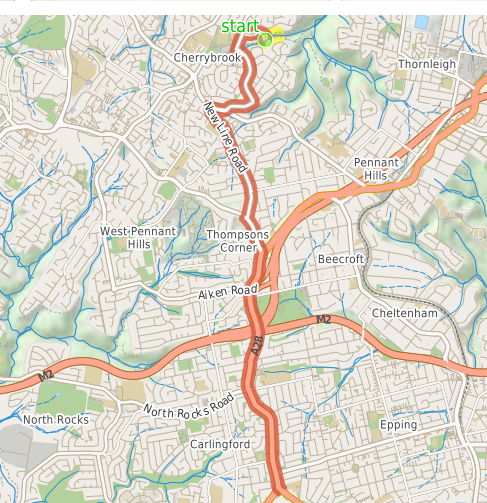 start
Cherrybrook
Thornleigh
New Line Road
Pennant
Hills
West Pennant
Hills
Thompsons
Corner
Beecroft
Aiken Road
Cheltenham
M2
A28
M2
North Rocks Road
North Rocks
Epping
Carlingford